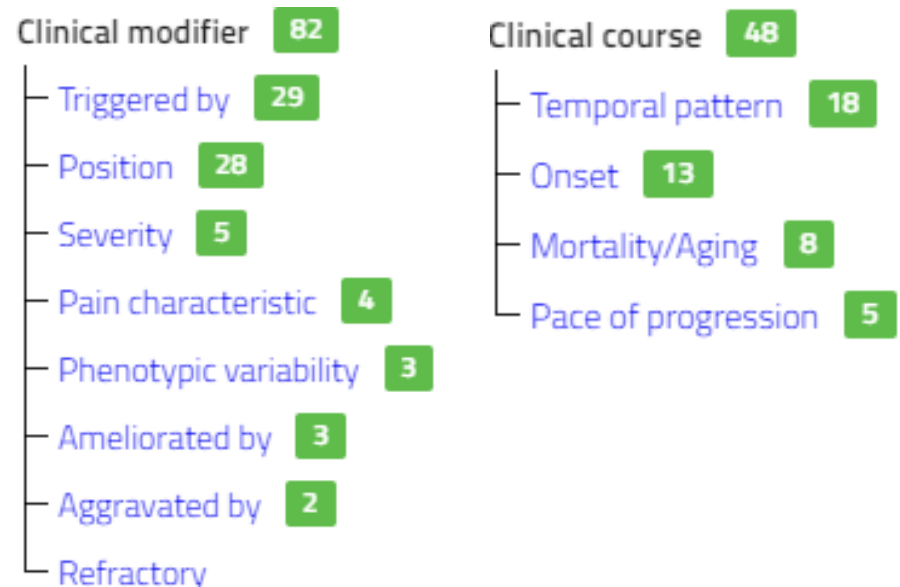 Clinical modifier 82
Triggered by 29
Position 28
Severity 5
Pain characteristic 4
Phenotypic variability 3
Ameliorated by 3
Aggravated by 2
Refractory
Clinical course 48
Temporal pattern 18
Onset 13
Mortality/Aging 8
Pace of progression 5